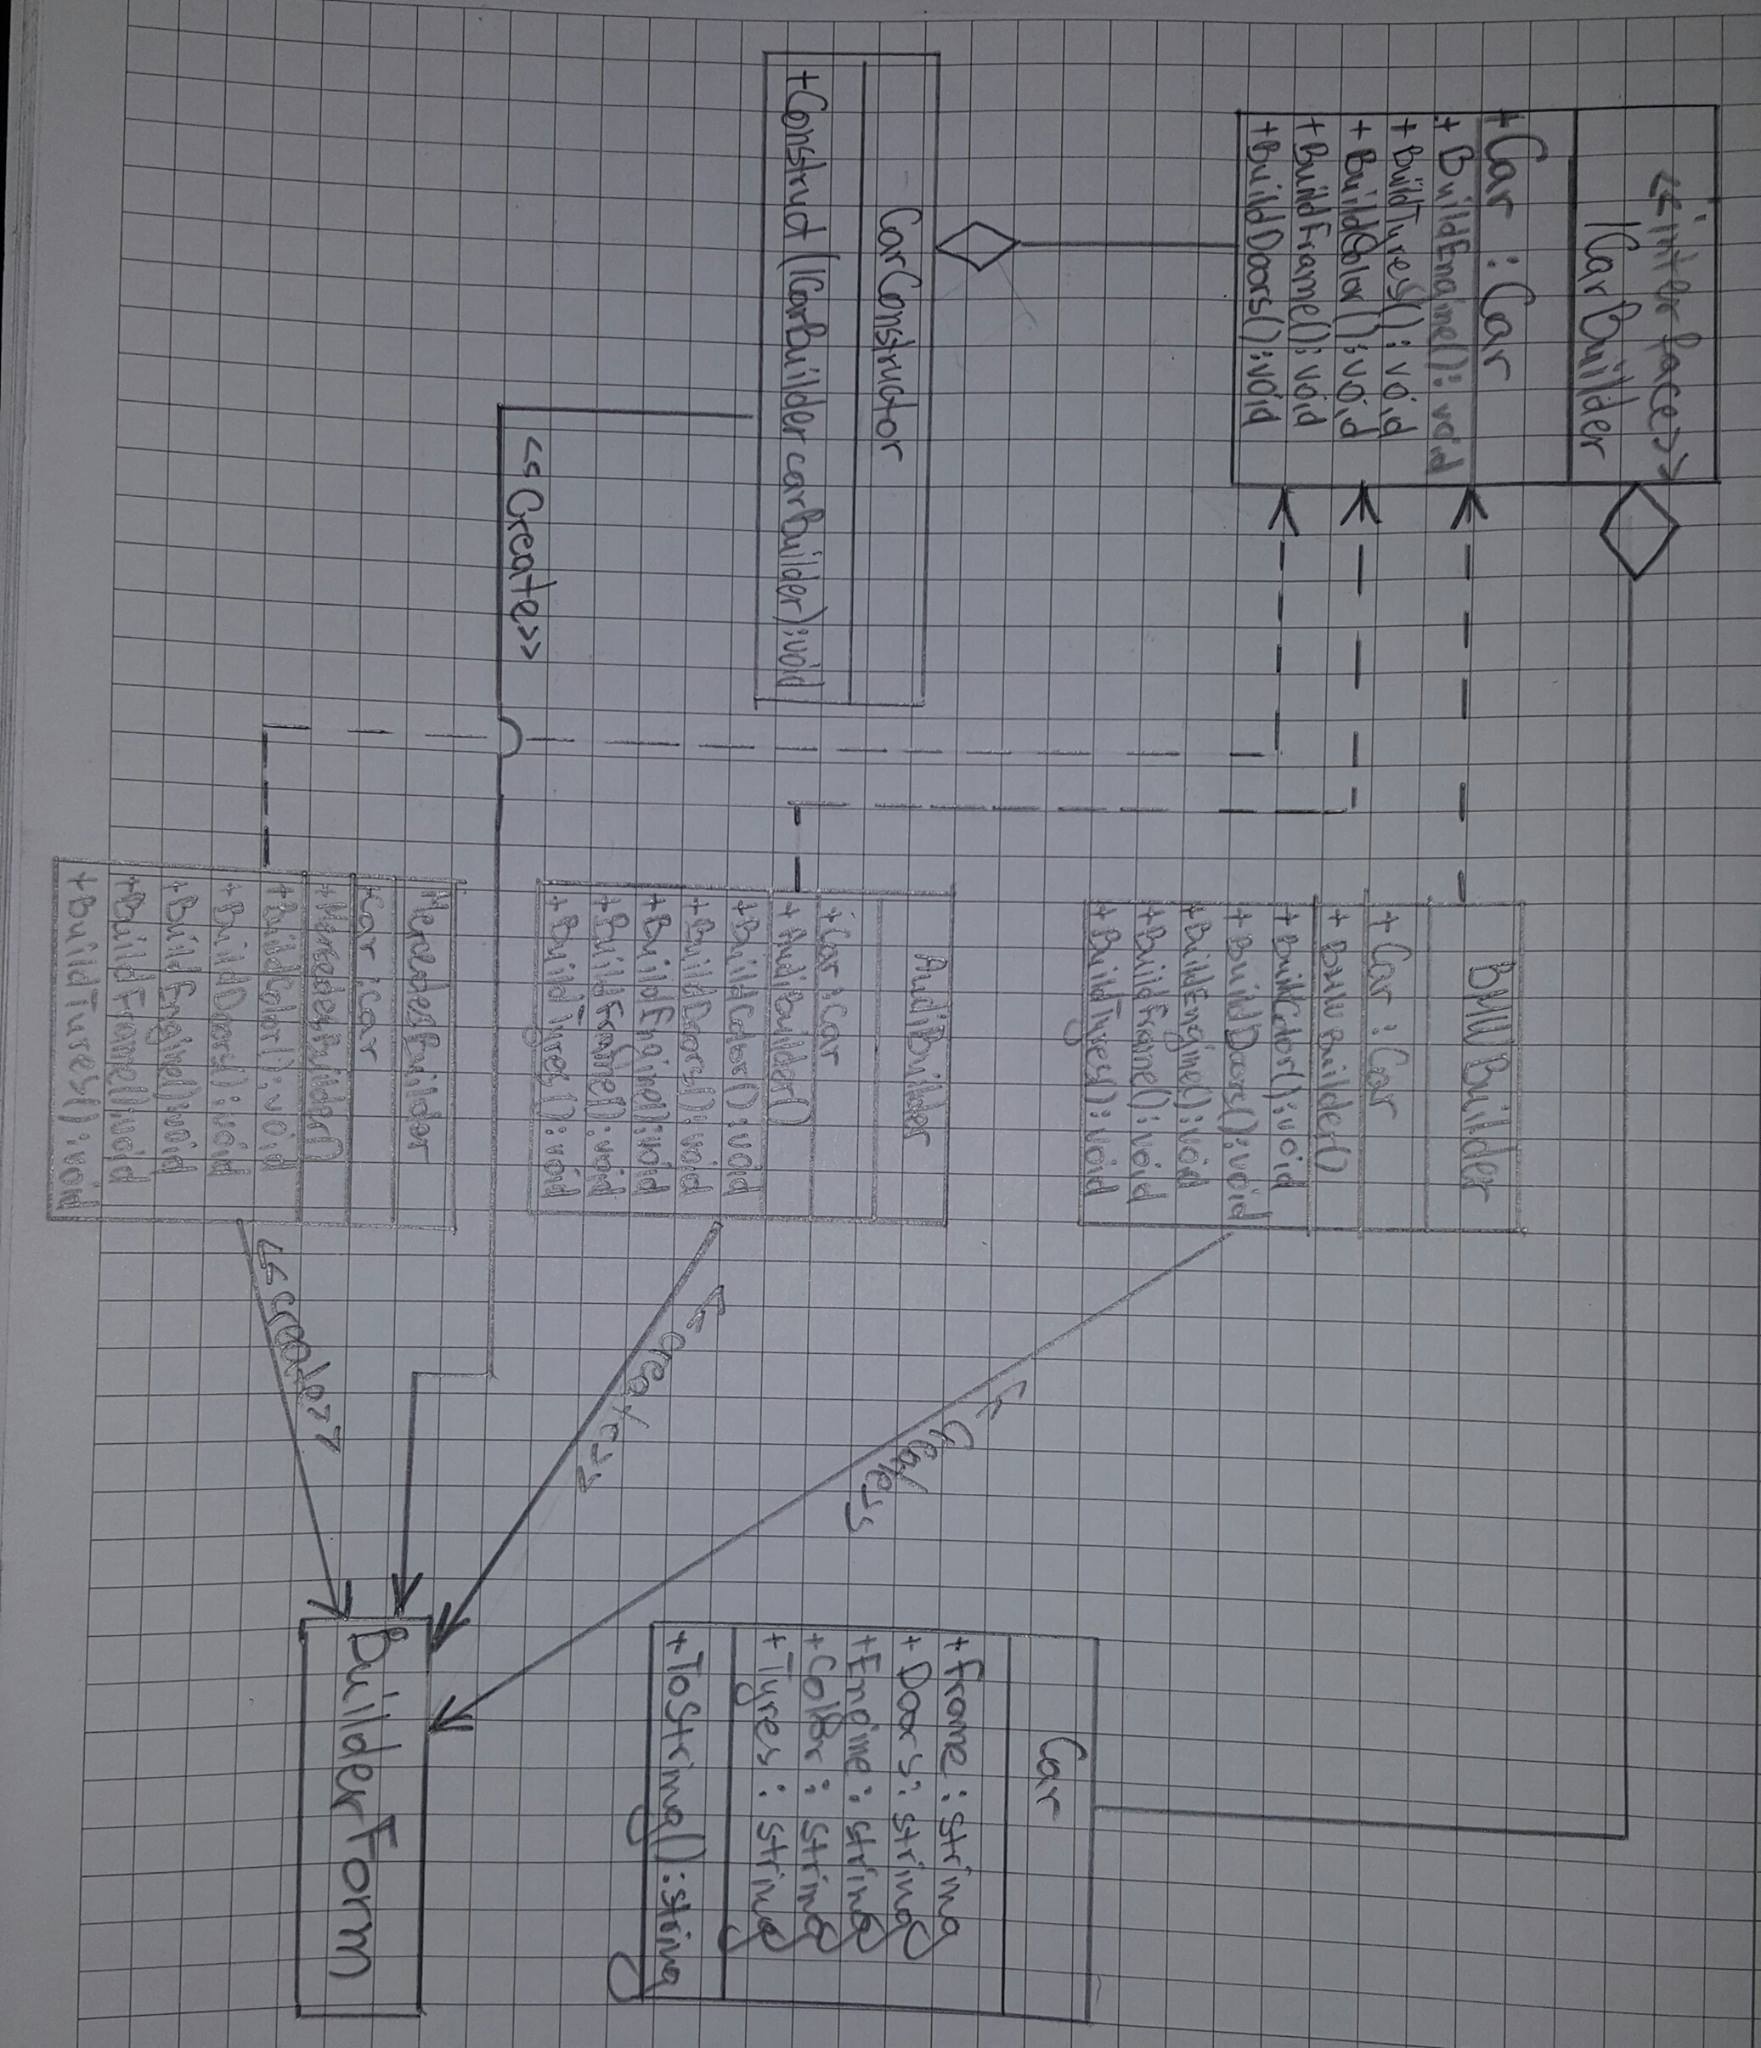 <<interface>>
ICarBuilder
+Car : Car
+ BuildEngine() : void
+ BuildTyres() : void
+ BuildColor() : void
+ BuildFrame() : void
+ BuildDoors() : void
BMWBuilder
+ Car : Car
+ BMWBuilder()
+ BuildColor() : void
+ BuildDoors() : void
+ BuildEngine() : void
+ BuildFrame() : void
+ BuildTyres() : void
<<Create>>
Car
+ Frame : string
+ Doors : string
+ Engine : string
+ Color : string
+ Tyres : string
+ ToString() : string
CarConstructor
+Construct(ICarBuilder carBuilder) : void
<<Create>>
AudiBuilder
+ Car : Car
+ AudiBuilder()
+ BuildColor() : void
+ BuildDoors() : void
+ BuildEngine() : void
+ BuildFrame() : void
+ BuildTyres() : void
<<Create>>
MercedesBuilder
+Car : Car
+MercedesBuilder()
+BuildColor() : void
+BuildDoors() : void
+BuildEngine() : void
+BuildFrame() : void
+BuildTyres() : void
<<create>>
BuilderForm